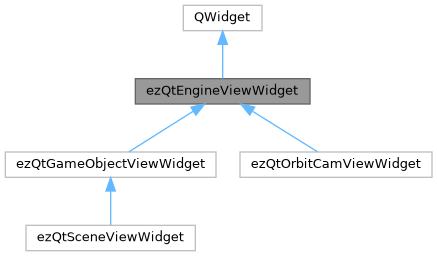 QWidget
ezQtEngineViewWidget
ezQtGameObjectViewWidget
ezQtOrbitCamViewWidget
ezQtSceneViewWidget